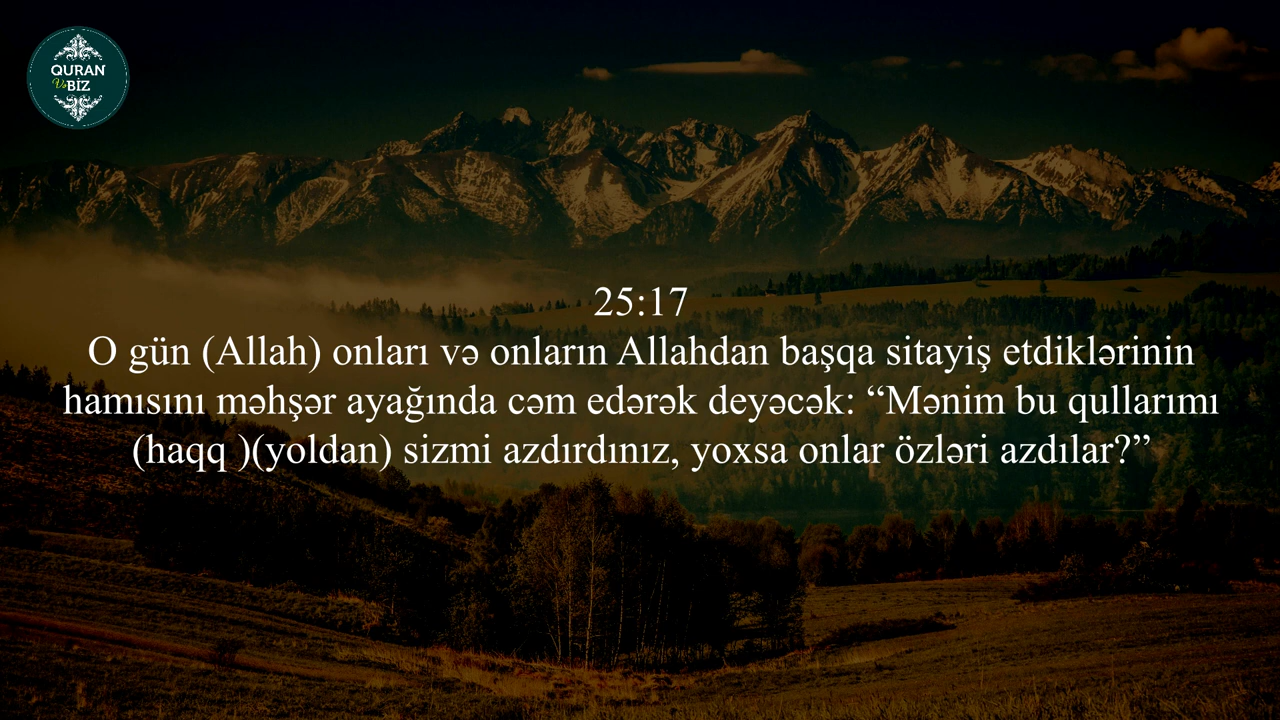 QURAN
Və BİZ
25:17
O gün (Allah) onları və onların Allahdan başqa sitayiş etdiklərinin
hamısını məhşər ayağında cəm edərək deyəcək: “Mənim bu qullarımı
(haqq )(yoldan) sizmi azdırdınız, yoxsa onlar özləri azdılar?”